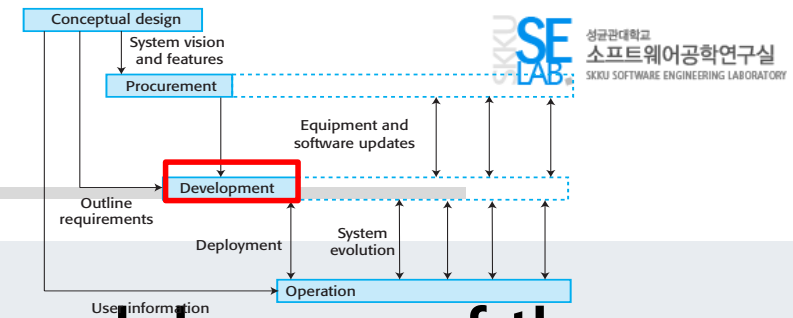 Conceptual design
System vision
and features
Procurement
Equipment and
software updates
Development
Outline
requirements
Deployment
System
evolution
Operation
User information
SKKU
SE
LAB.
성균관대학교
소프트웨어공학연구실
SKKU SOFTWARE ENGINEERING LABORATORY